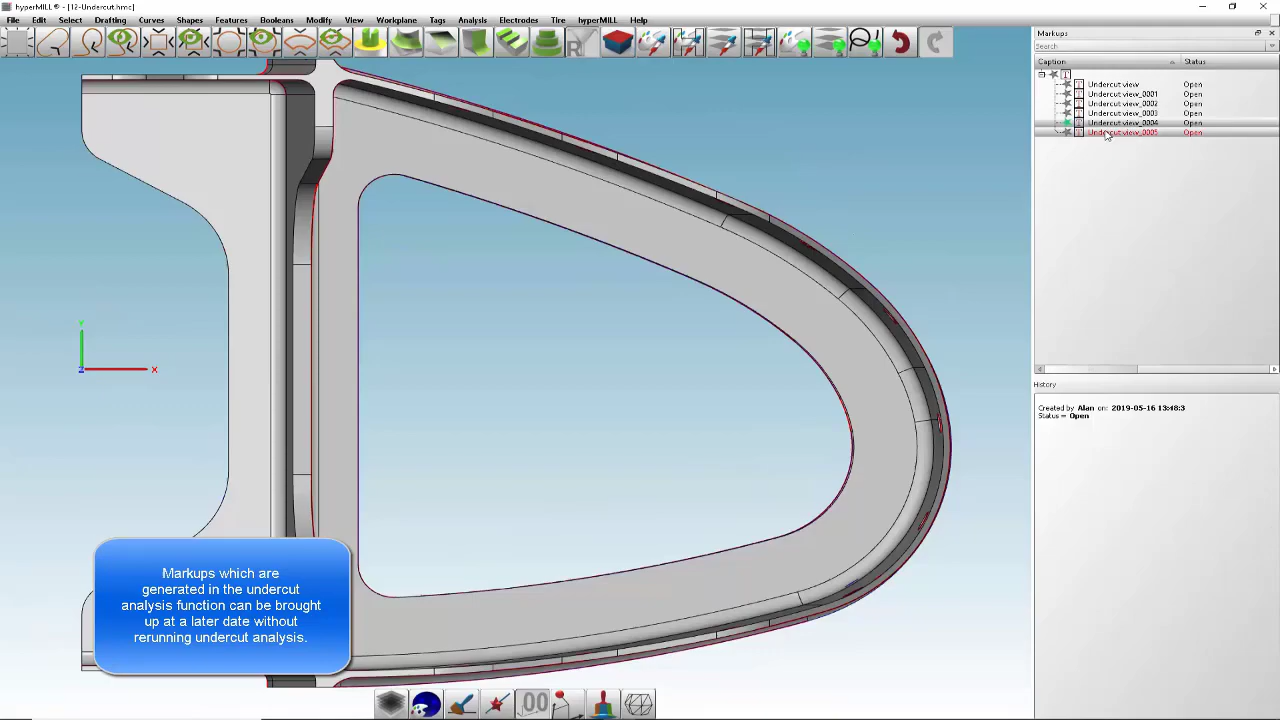 hyperMILL ® - [12-Undercut.hmc]
File Edit Select Drafting Curves Shapes Features Booleans Modify View Workplane Tags Analysis Electrodes Tire hyperMILL Help
Markups
Search
Caption Status
Undercut view Open
Undercut view_0001 Open
Undercut view_0002 Open
Undercut view_0003 Open
Undercut view_0004 Open
Undercut view_0005 Open
Y
X
Z
History
Created by Alan on: 2019-05-16 13:48:3
Status = Open
Markups which are
generated in the undercut
analysis function can be brought
up at a later date without
rerunning undercut analysis.